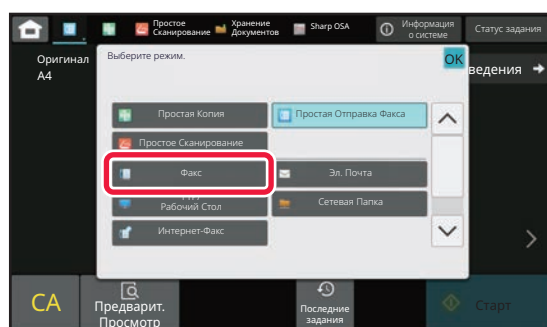 Простое
Сканирование
Хранение
Документов
Sharp OSA
Информация
о системе
Статус задания
Оригинал
A4
Выберите режим.
OK
ведения
Простая Копия
Простая Отправка Факса
Простое Сканирование
Факс
Эл. Почта
Рабочий Стол
Сетевая Папка
Интернет-Факс
CA
Предварит.
Просмотр
Последние
задания
Старт